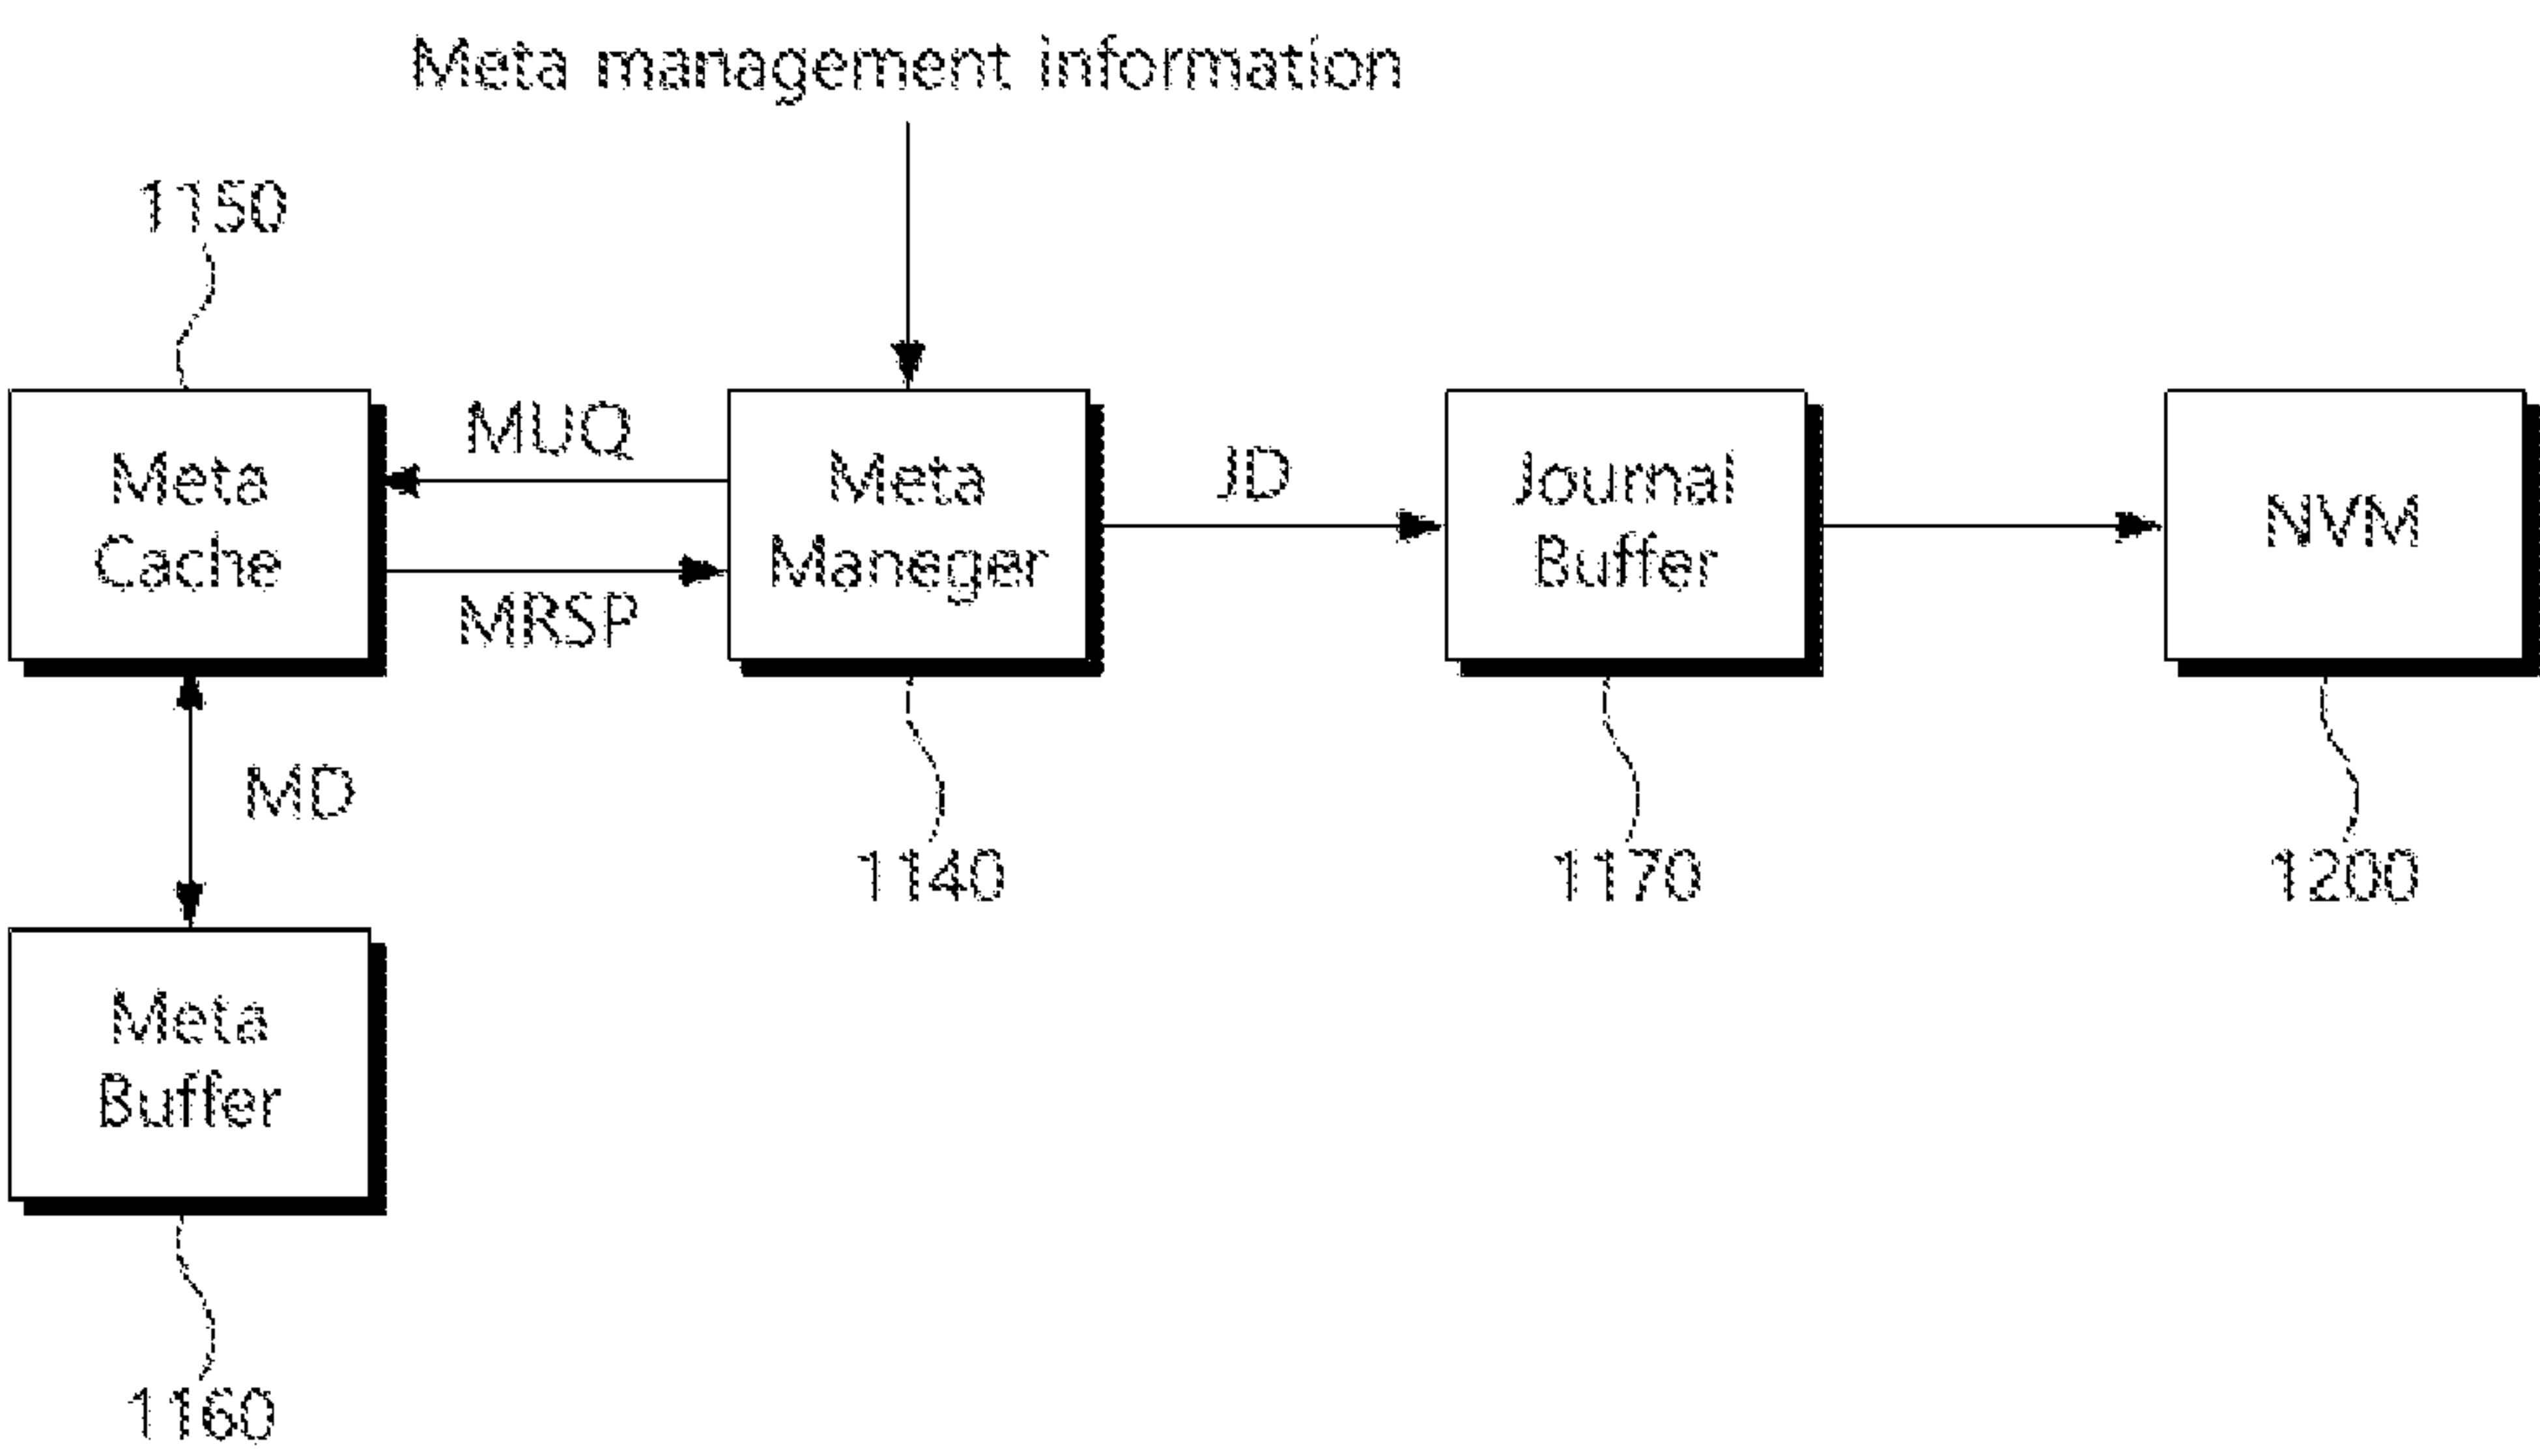 Meta management information
1150
MUQ
Meta
Cache
MRSP
Meta
Maneger
JD
Journal
Buffer
NVM
MD
1140
1170
1200
Meta
Buffer
1160